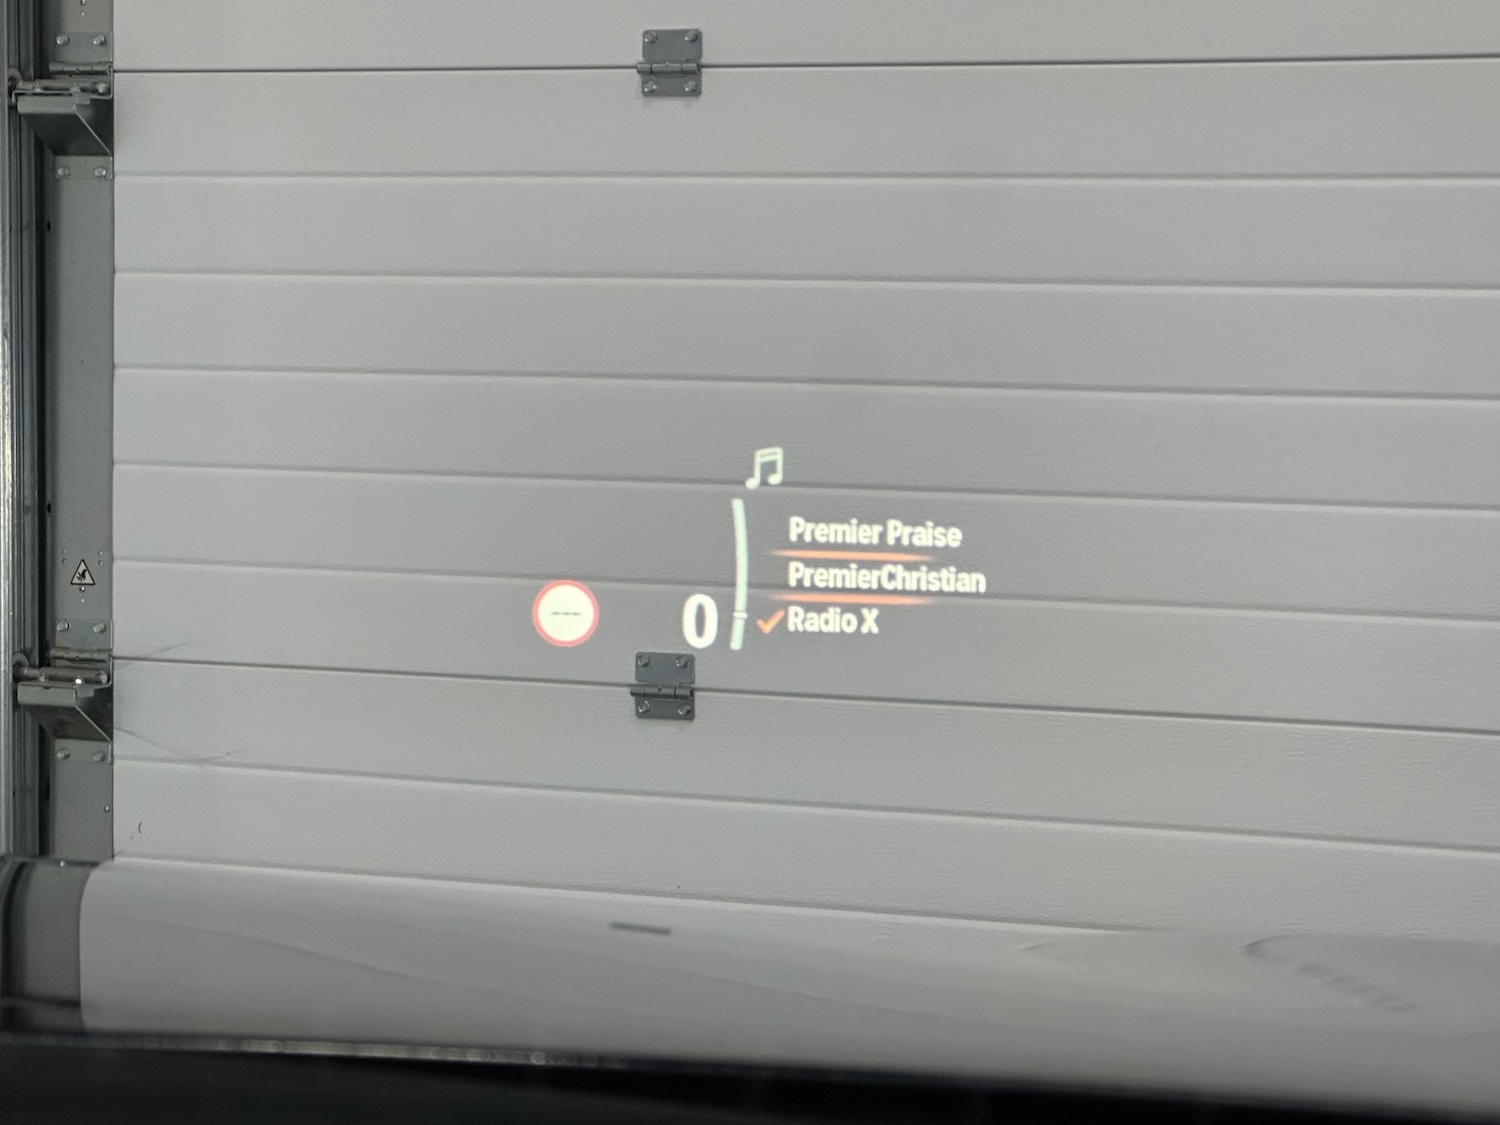 Premier Praise
PremierChristian
---
0
Radio X